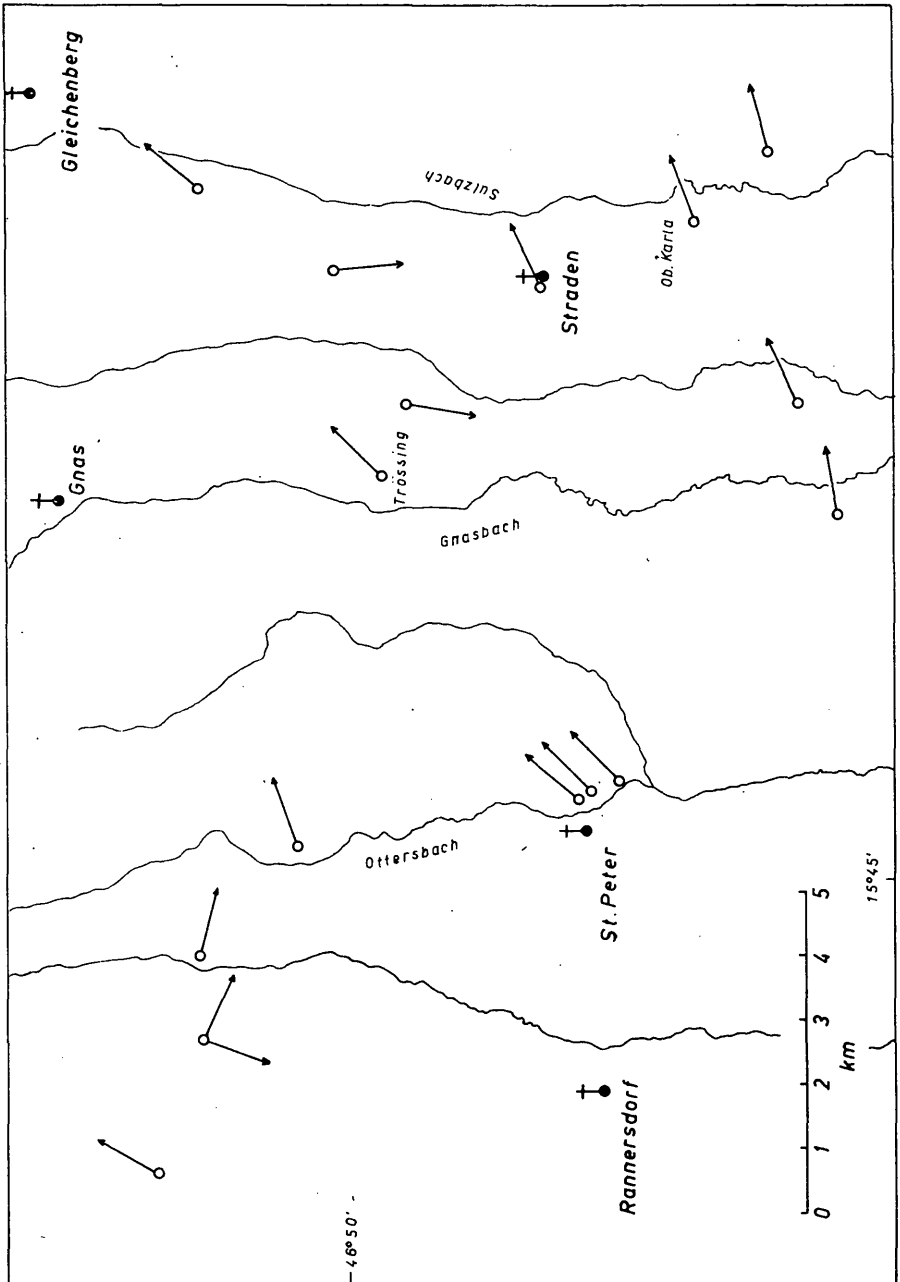 Gleichenberg
Sulzbach
Ob. Karla
Straden
Gnas
Trössing
Gnasbach
Ottersbach
St. Peter
15°45'
0 1 2 3 4 5
km
Rannersdorf
46°50'